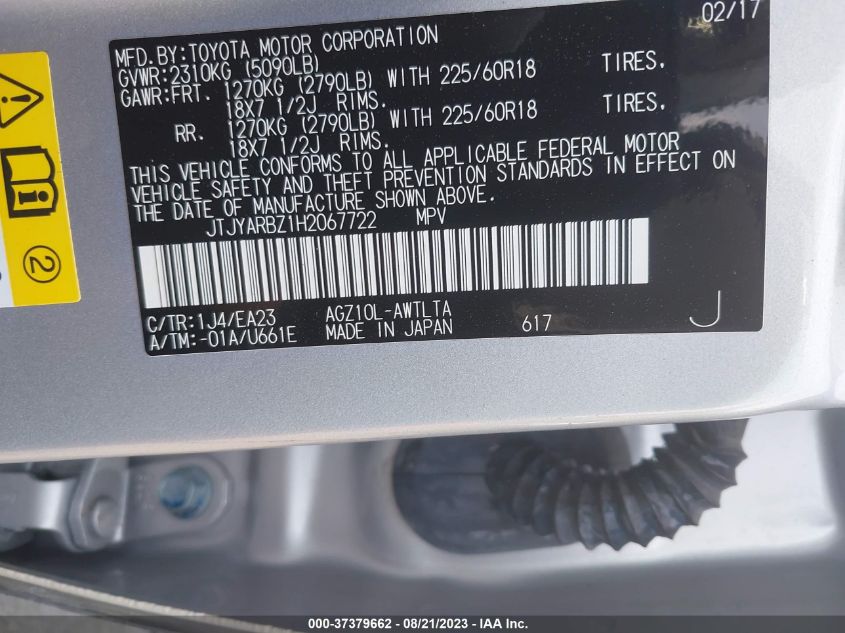 02/17
MFD.BY:TOYOTA MOTOR CORPORATION
GVWR:2310KG (5090LB)
GAWR:FRT. 1270KG (2790LB) WITH 225/60R18 TIRES.
18X7 1/2J RIMS.
RR. 1270KG (2790LB) WITH 225/60R18 TIRES.
18X7 1/2J RIMS.
THIS VEHICLE CONFORMS TO ALL APPLICABLE FEDERAL MOTOR
VEHICLE SAFETY AND THEFT PREVENTION STANDARDS IN EFFECT ON
THE DATE OF MANUFACTURE SHOWN ABOVE.
JTJYARBZ1H2067722 MPV
C/TR:1J4/EA23 AGZ10L-AWTLTA
A/TM:-01A/U661E MADE IN JAPAN 617 J
2
000-37379662 - 08/21/2023 - IAA Inc.